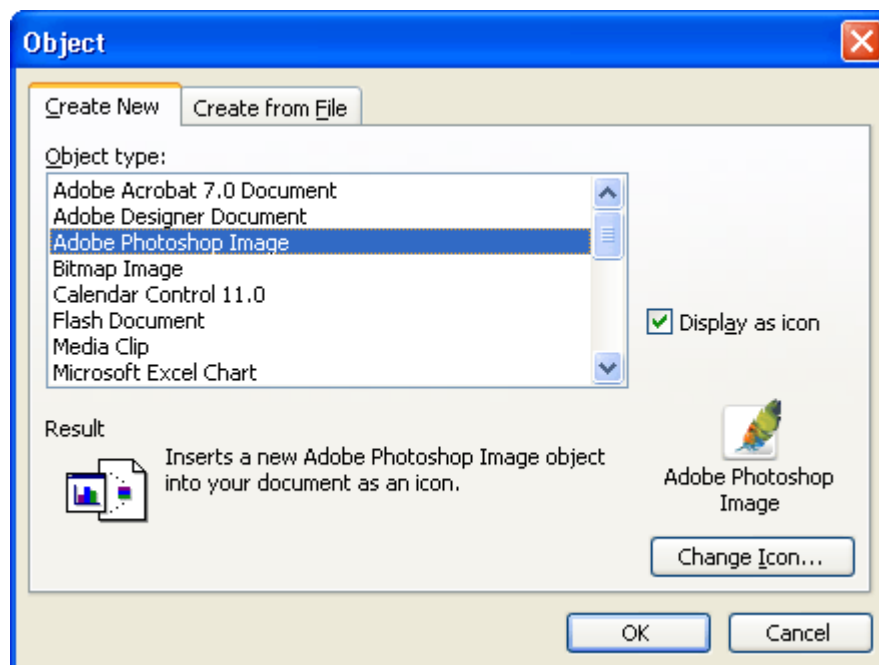 Object
Create New
Create from File
Object type:
Adobe Acrobat 7.0 Document
Adobe Designer Document
Adobe Photoshop Image
Bitmap Image
Calendar Control 11.0
Flash Document
Media Clip
Microsoft Excel Chart
Display as icon
Result
Inserts a new Adobe Photoshop Image object
into your document as an icon.
Adobe Photoshop
Image
Change Icon...
OK
Cancel